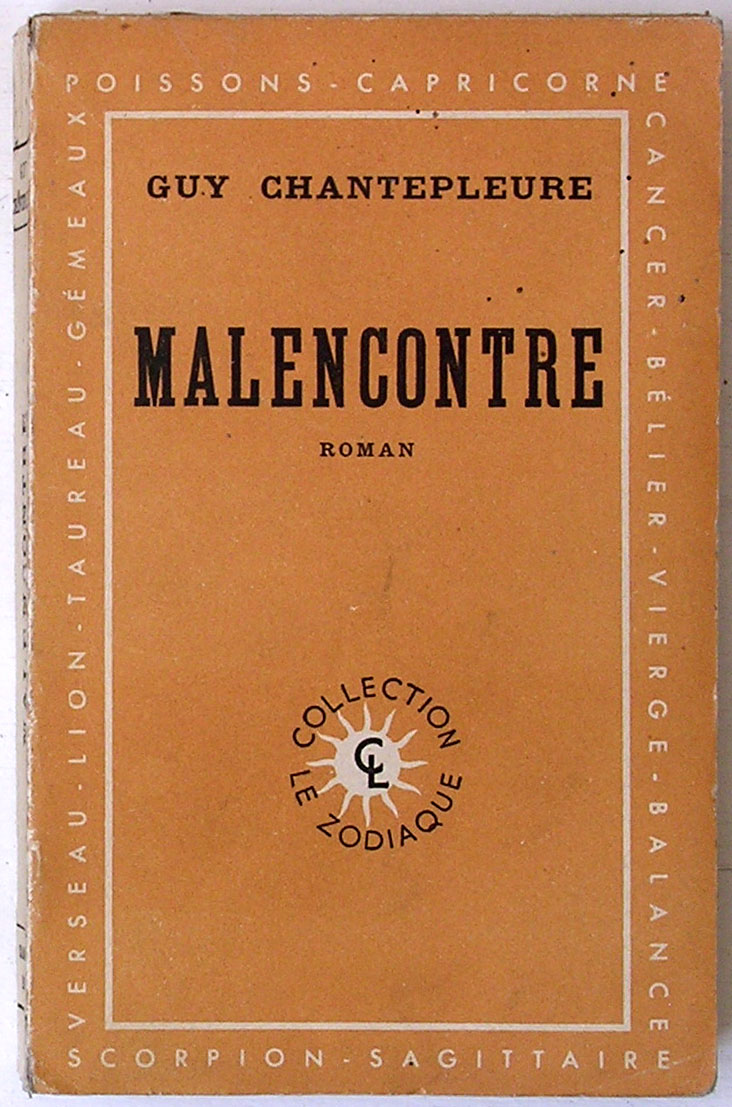 POISSONS - CAPRICORNE
CANCER - BÉLIER - VIERGE - BALANCE
VERSEAU - LION - TAUREAU - GÉMEAUX
SCORPION - SAGITTAIRE
GUY CHANTEPLEURE
MALENCONTRE
ROMAN
COLLECTION
CL
LE ZODIAQUE
MALENCONTRE